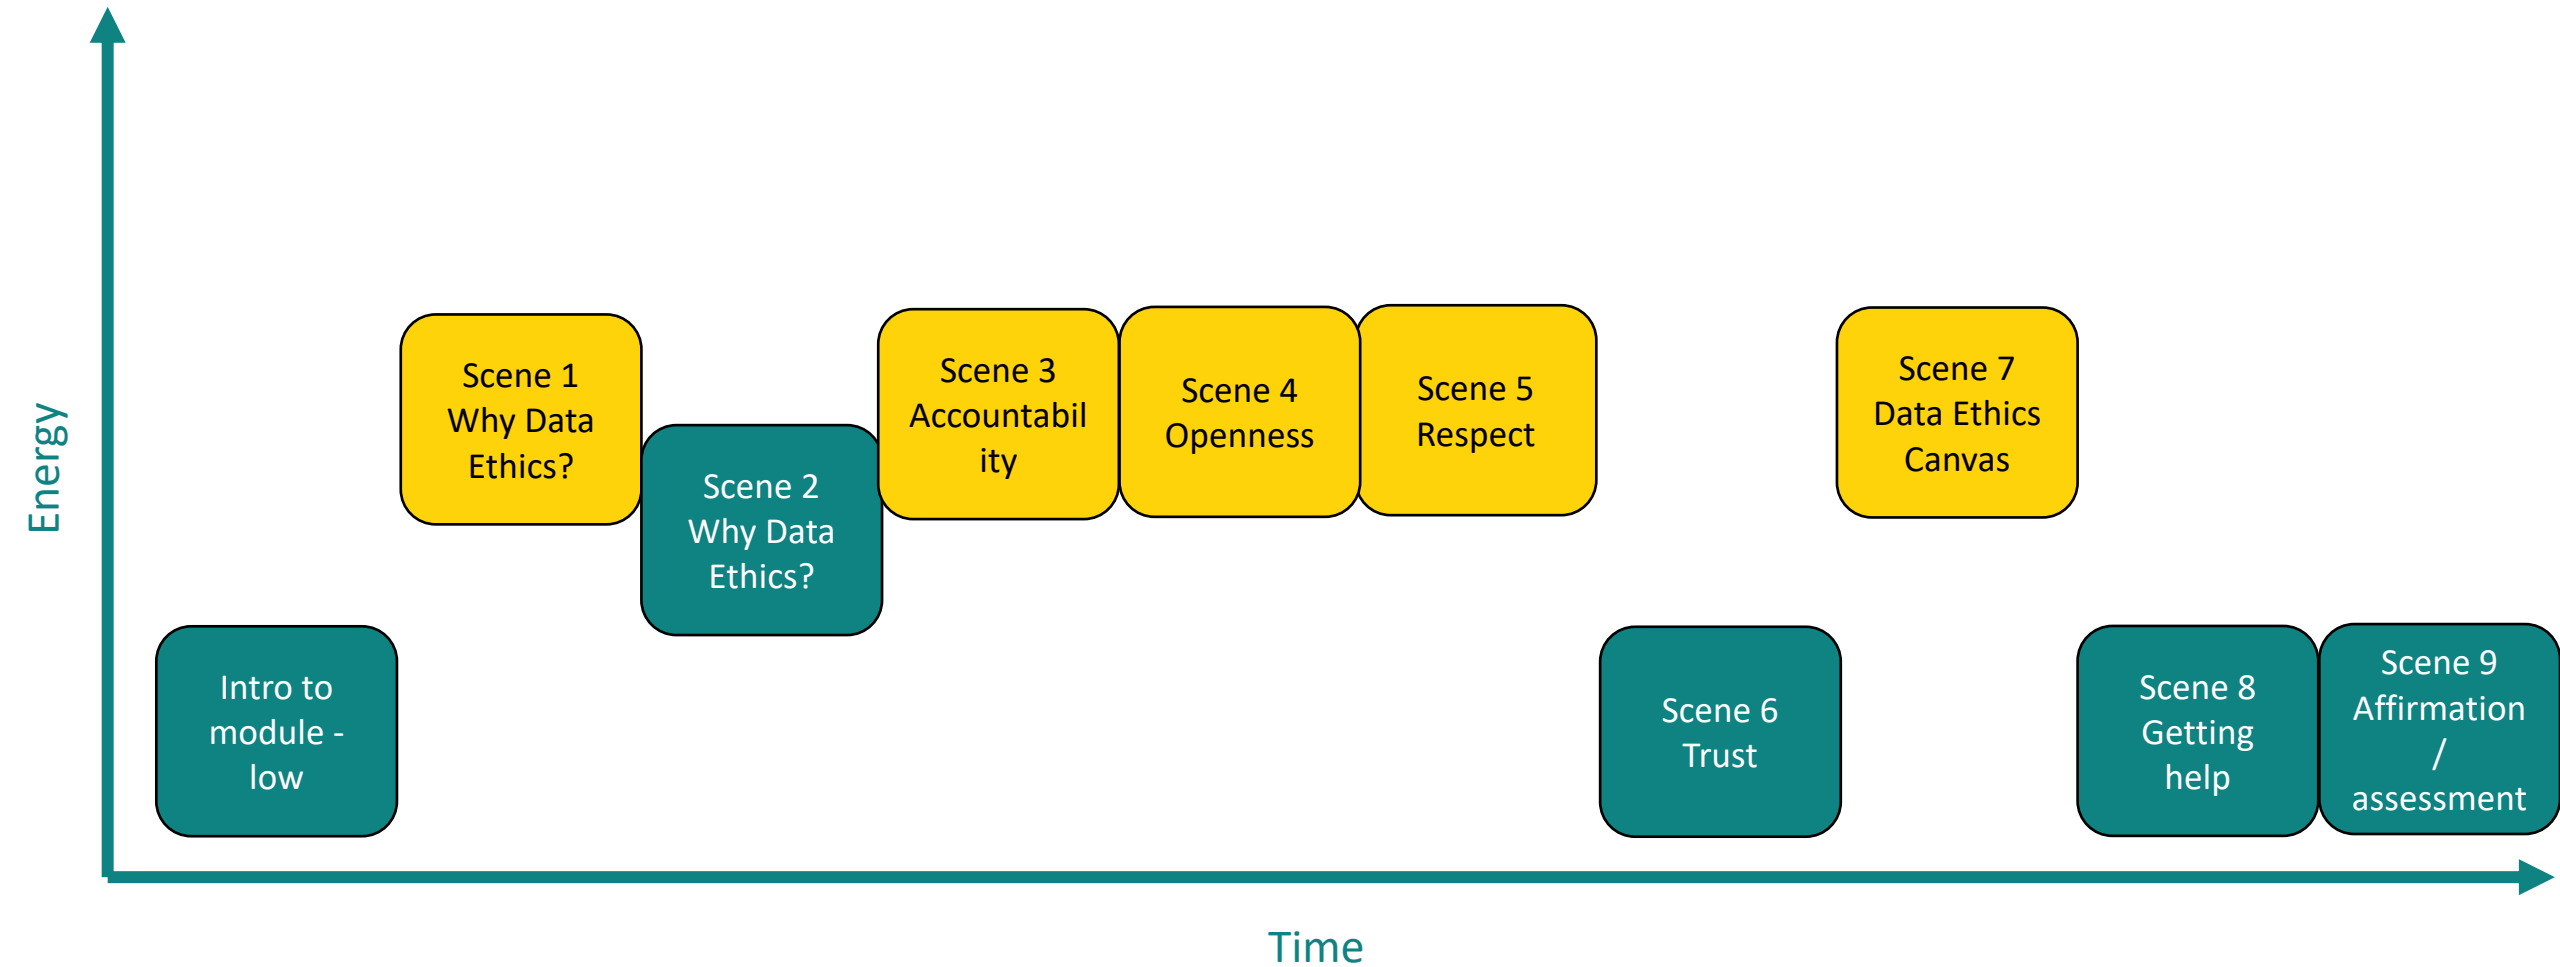 Energy
Intro to
module -
low
Scene 1
Why Data
Ethics?
Scene 2
Why Data
Ethics?
Scene 3
Accountabil
ity
Scene 4
Openness
Scene 5
Respect
Scene 6
Trust
Scene 7
Data Ethics
Canvas
Scene 8
Getting
help
Scene 9
Affirmation
/
assessment
Time